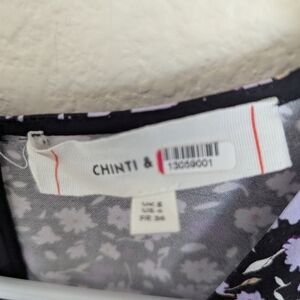 CHINTI &
13059001
UK 8
US 4
FR 36